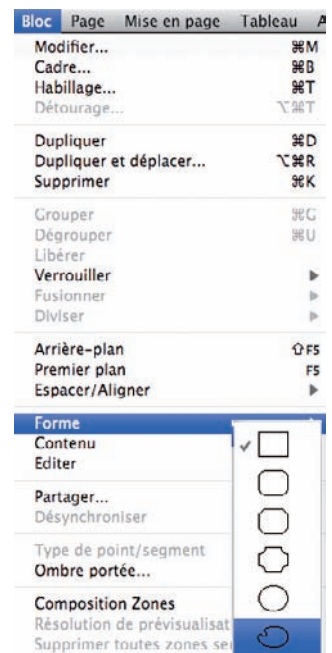 Bloc Page Mise en page Tableau A
Modifier... ⌘M
Cadre... ⌘B
Habillage... ⌘T
Détourage... ⌥⌘T
Dupliquer ⌘D
Dupliquer et déplacer... ⌥⌘R
Supprimer ⌘K
Grouper ⌘G
Dégrouper ⌘U
Libérer
Verrouiller
Fusionner
Diviser
Arrière-plan ⇧F5
Premier plan F5
Espacer/Aligner
Forme
Contenu
Editer
Partager...
Désynchroniser
Type de point/segment
Ombre portée...
Composition Zones
Résolution de prévisualisat
Supprimer toutes zones se